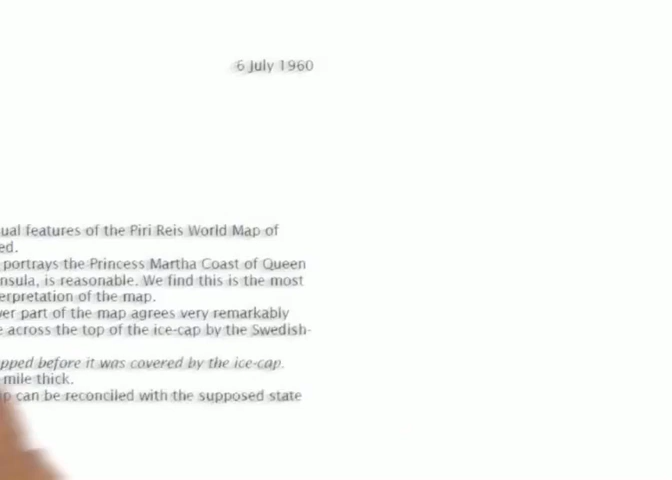 6 July 1960
ual features of the Piri Reis World Map of
ed.
portrays the Princess Martha Coast of Queen
nsula, is reasonable. We find this is the most
erpretation of the map.
ver part of the map agrees very remarkably
e across the top of the ice-cap by the Swedish-
pped before it was covered by the ice-cap.
mile thick.
ip can be reconciled with the supposed state